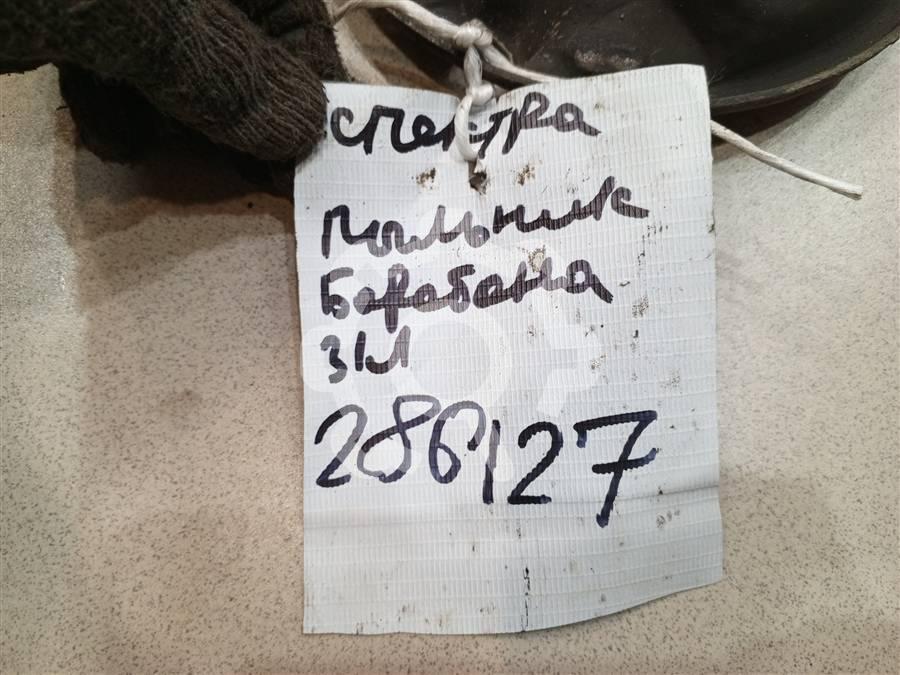 спектра
пыльник
Барабана
з/л
286127